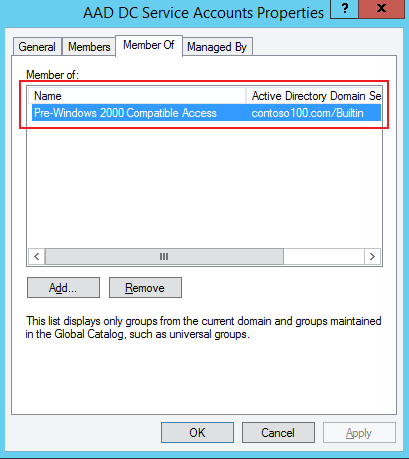 AAD DC Service Accounts Properties
?
x
General
Members
Member Of
Managed By
Member of:
Name
Active Directory Domain Se
Pre-Windows 2000 Compatible Access
contoso100.com/Builtin
Add...
Remove
This list displays only groups from the current domain and groups maintained
in the Global Catalog, such as universal groups.
OK
Cancel
Apply